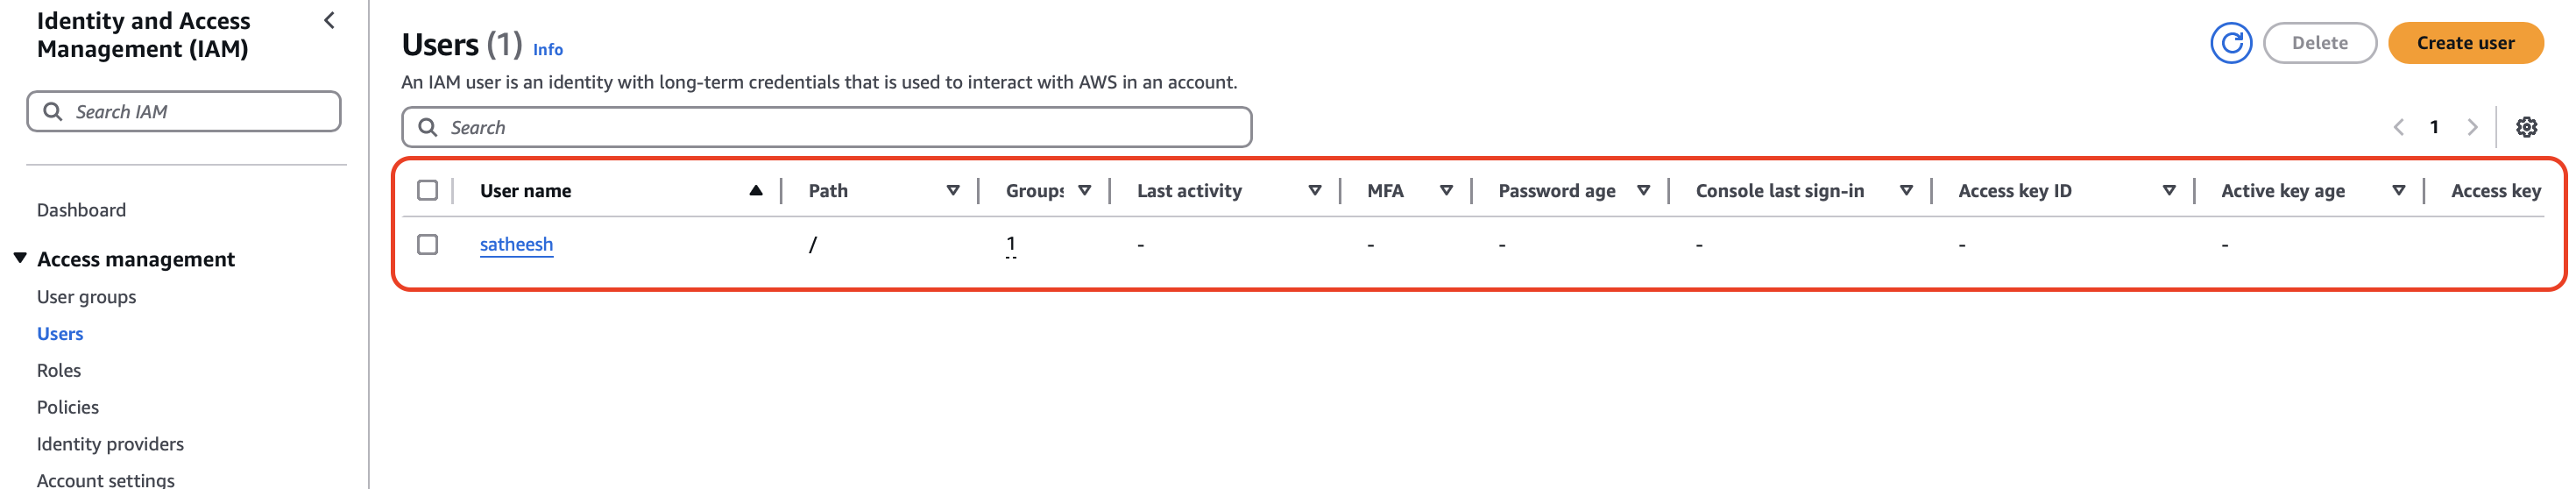 Identity and Access
Management (IAM)
Search IAM
Dashboard
Access management
User groups
Users
Roles
Policies
Identity providers
Account settings
Users (1) Info
An IAM user is an identity with long-term credentials that is used to interact with AWS in an account.
Delete
Create user
Search
1
User name Path Groups Last activity MFA Password age Console last sign-in Access key ID Active key age Access key
satheesh / 1 - - - - - -